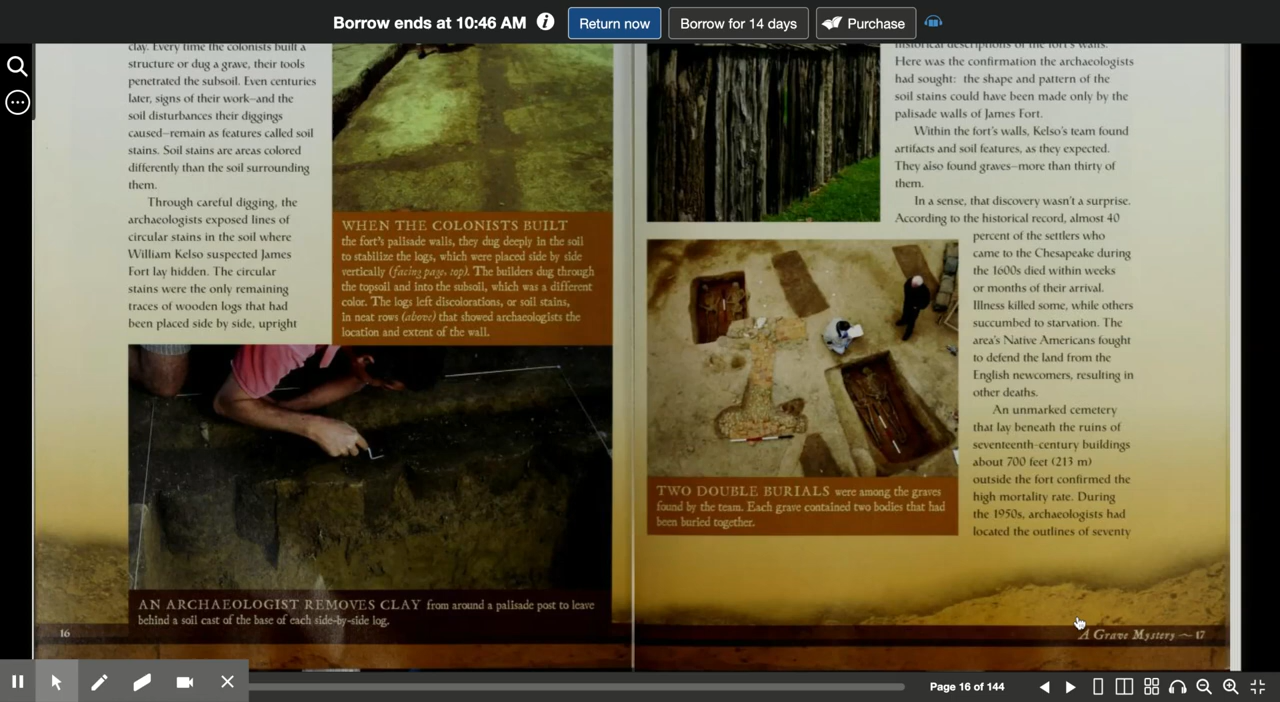 Borrow ends at 10:46 AM
Return now
Borrow for 14 days
Purchase
clay. Every time the colonists built a
structure or dug a grave, their tools
penetrated the subsoil. Even centuries
later, signs of their work—and the
soil disturbances their diggings
caused—remain as features called soil
stains. Soil stains are areas colored
differently than the soil surrounding
them.
Through careful digging, the
archaeologists exposed lines of
circular stains in the soil where
William Kelso suspected James
Fort lay hidden. The circular
stains were the only remaining
traces of wooden logs that had
been placed side by side, upright
WHEN THE COLONISTS BUILT
the fort's palisade walls, they dug deeply in the soil
to stabilize the logs, which were placed side by side
vertically (facing page, top). The builders dug through
the topsoil and into the subsoil, which was a different
color. The logs left discolorations, or soil stains,
in neat rows (above) that showed archaeologists the
location and extent of the wall.
AN ARCHAEOLOGIST REMOVES CLAY from around a palisade post to leave
behind a soil cast of the base of each side-by-side log.
16
historical descriptions of the fort's walls.
Here was the confirmation the archaeologists
had sought: the shape and pattern of the
soil stains could have been made only by the
palisade walls of James Fort.
Within the fort's walls, Kelso's team found
artifacts and soil features, as they expected.
They also found graves—more than thirty of
them.
In a sense, that discovery wasn't a surprise.
According to the historical record, almost 40
percent of the settlers who
came to the Chesapeake during
the 1600s died within weeks
or months of their arrival.
Illness killed some, while others
succumbed to starvation. The
area's Native Americans fought
to defend the land from the
English newcomers, resulting in
other deaths.
An unmarked cemetery
that lay beneath the ruins of
seventeenth-century buildings
about 700 feet (213 m)
outside the fort confirmed the
high mortality rate. During
the 1950s, archaeologists had
located the outlines of seventy
TWO DOUBLE BURIALS were among the graves
found by the team. Each grave contained two bodies that had
been buried together.
A Grave Mystery — 17
Page 16 of 144